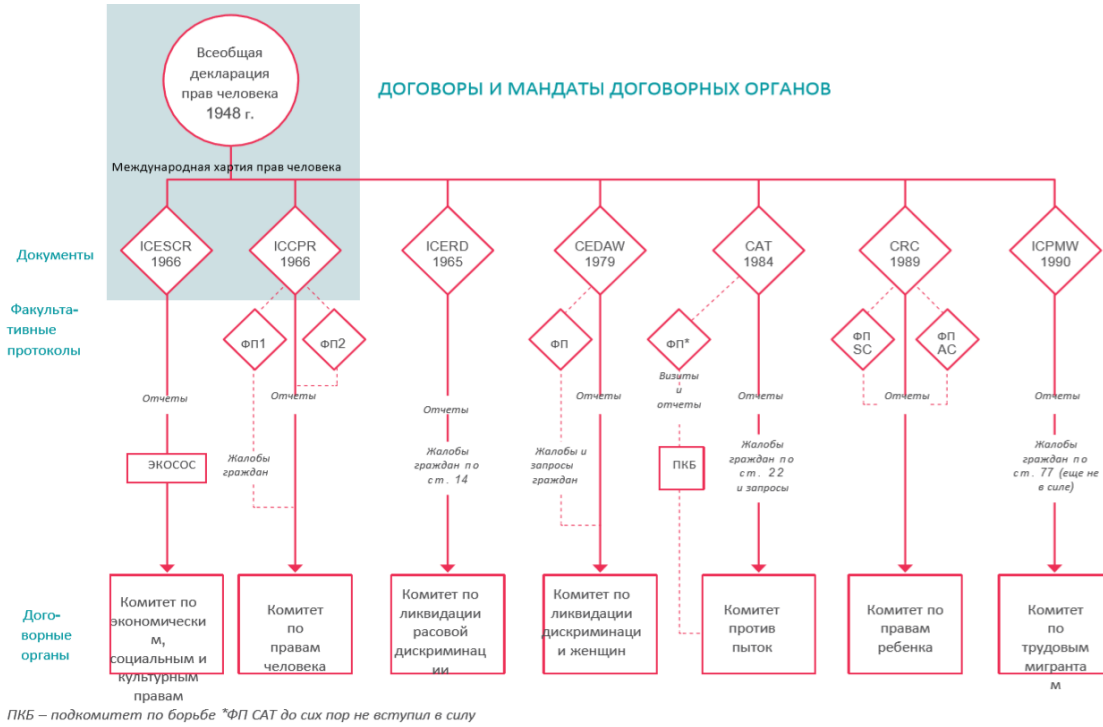 Всеобщая
декларация
прав человека
1948 г.
ДОГОВОРЫ И МАНДАТЫ ДОГОВОРНЫХ ОРГАНОВ
Международная хартия прав человека
Документы
ICESCR
1966
ICCPR
1966
ICERD
1965
CEDAW
1979
CAT
1984
CRC
1989
ICPMW
1990
Факульта-
тивные
протоколы
ФП1
ФП2
ФП
ФП*
ФП
SC
ФП
AC
Отчеты
Отчеты
Отчеты
Отчеты
Визиты
и
отчеты
Отчеты
Отчеты
Отчеты
ЭКОСОС
Жалобы
граждан
Жалобы
граждан по
ст. 14
Жалобы и
запросы
граждан
ПКБ
Жалобы
граждан по
ст. 22
и запросы
Жалобы
граждан по
ст. 77 (еще не
в силе)
Дого-
ворные
органы
Комитет по
экономически
м,
социальным и
культурным
правам
Комитет
по
правам
человека
Комитет по
ликвидации
расовой
дискриминац
ии
Комитет по
ликвидации
дискриминаци
и женщин
Комитет
против
пыток
Комитет по
правам
ребенка
Комитет
по
трудовым
мигранта
м
ПКБ – подкомитет по борьбе *ФП САТ до сих пор не вступил в силу